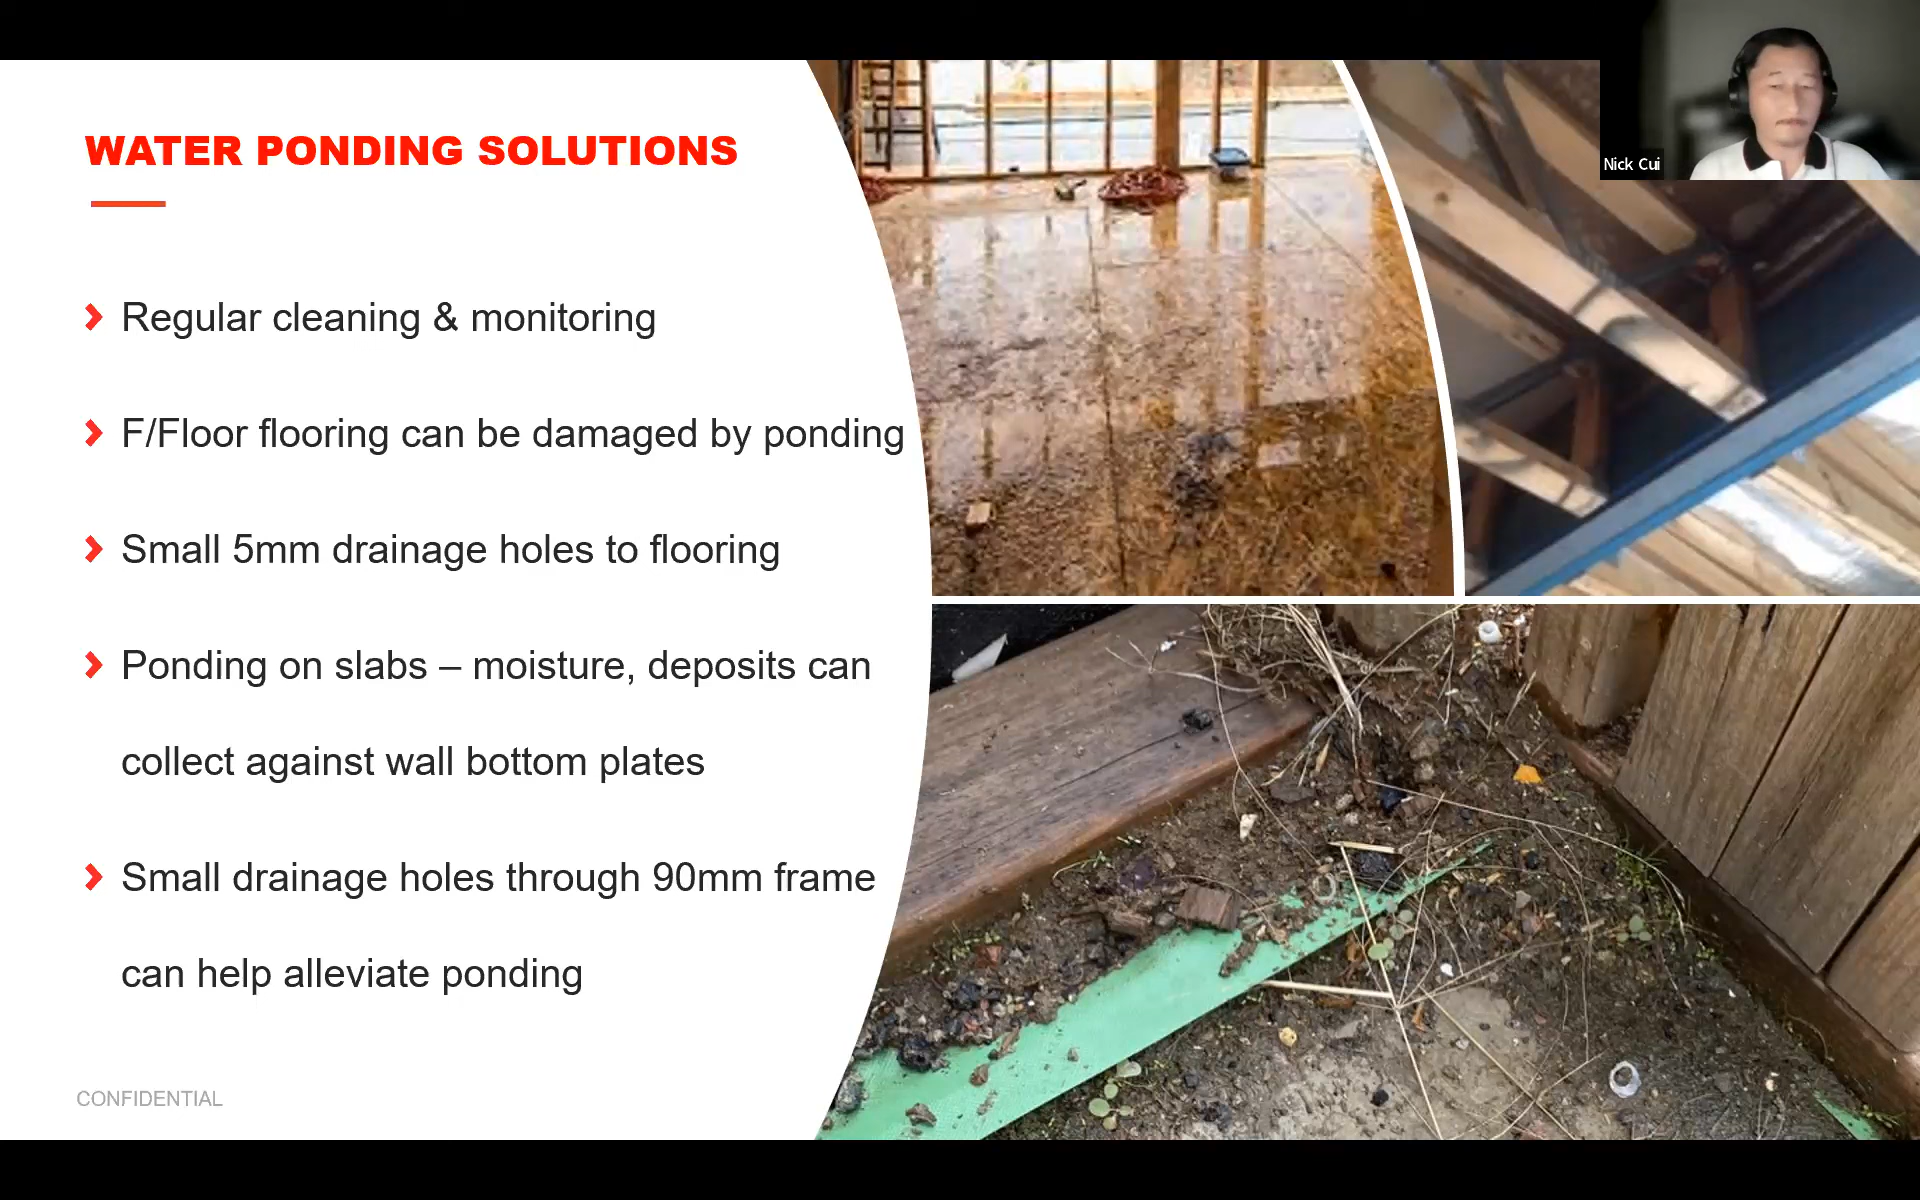 WATER PONDING SOLUTIONS
Regular cleaning & monitoring
F/Floor flooring can be damaged by ponding
Small 5mm drainage holes to flooring
Ponding on slabs – moisture, deposits can
collect against wall bottom plates
Small drainage holes through 90mm frame
can help alleviate ponding
CONFIDENTIAL
Nick Cui